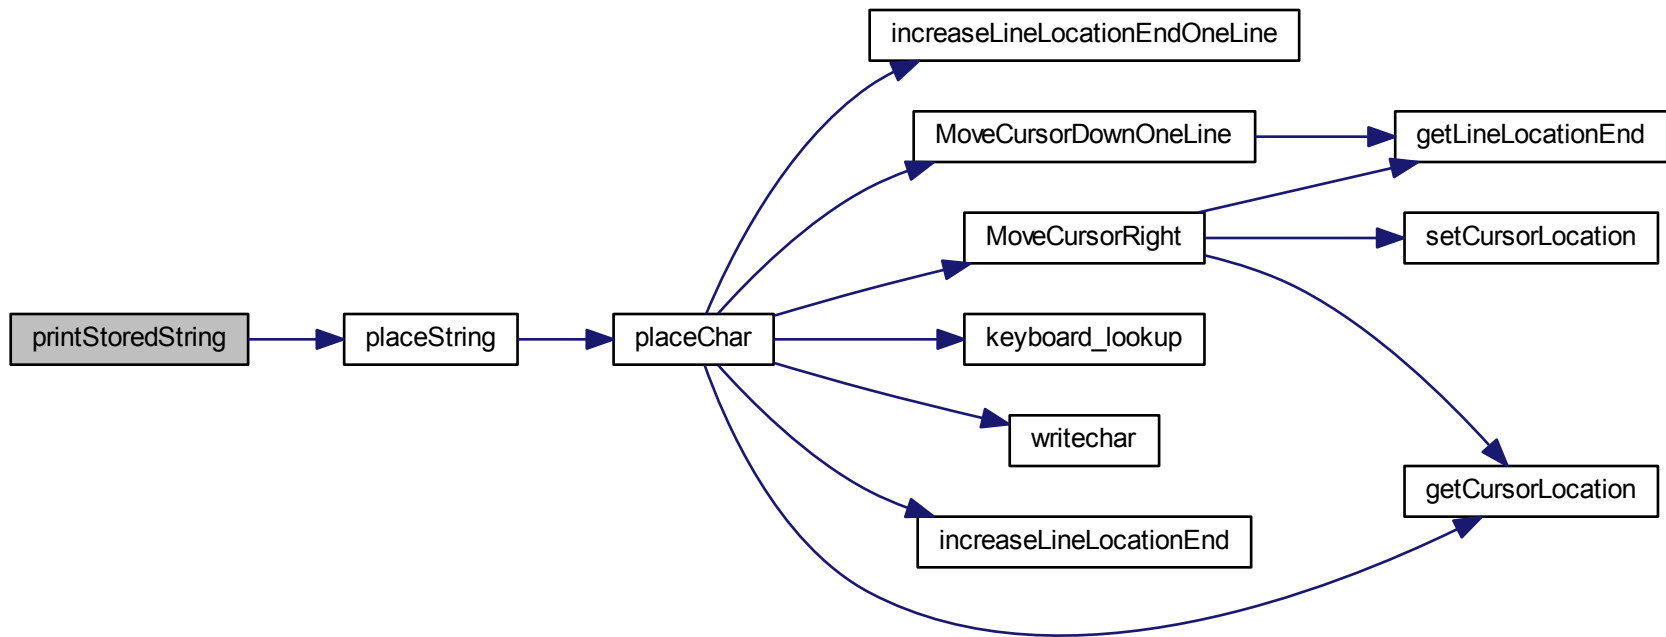 increaseLineLocationEndOneLine
MoveCursorDownOneLine
getLineLocationEnd
MoveCursorRight
setCursorLocation
printStoredString
placeString
placeChar
keyboard_lookup
writechar
getCursorLocation
increaseLineLocationEnd